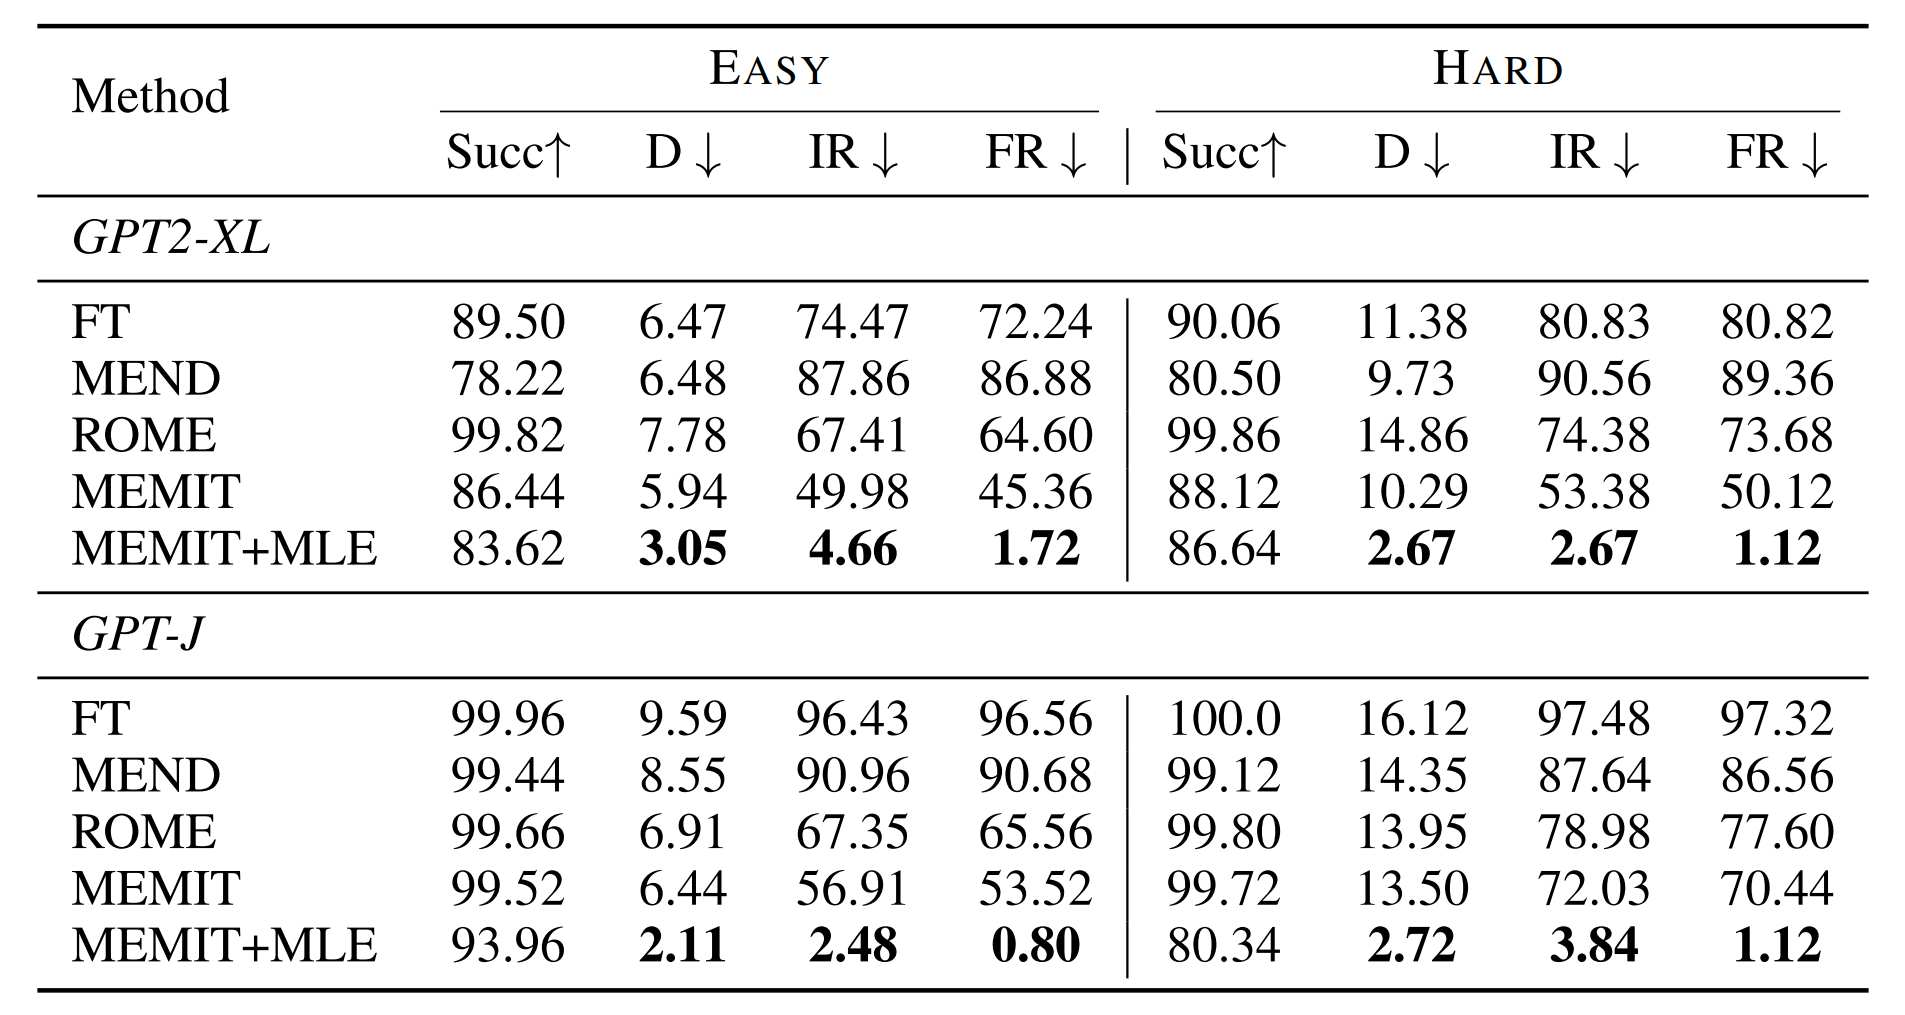 Method EASY HARD
Succ↑ D ↓ IR ↓ FR ↓ Succ↑ D ↓ IR ↓ FR ↓
GPT2-XL
FT 89.50 6.47 74.47 72.24 90.06 11.38 80.83 80.82
MEND 78.22 6.48 87.86 86.88 80.50 9.73 90.56 89.36
ROME 99.82 7.78 67.41 64.60 99.86 14.86 74.38 73.68
MEMIT 86.44 5.94 49.98 45.36 88.12 10.29 53.38 50.12
MEMIT+MLE 83.62 3.05 4.66 1.72 86.64 2.67 2.67 1.12
GPT-J
FT 99.96 9.59 96.43 96.56 100.0 16.12 97.48 97.32
MEND 99.44 8.55 90.96 90.68 99.12 14.35 87.64 86.56
ROME 99.66 6.91 67.35 65.56 99.80 13.95 78.98 77.60
MEMIT 99.52 6.44 56.91 53.52 99.72 13.50 72.03 70.44
MEMIT+MLE 93.96 2.11 2.48 0.80 80.34 2.72 3.84 1.12